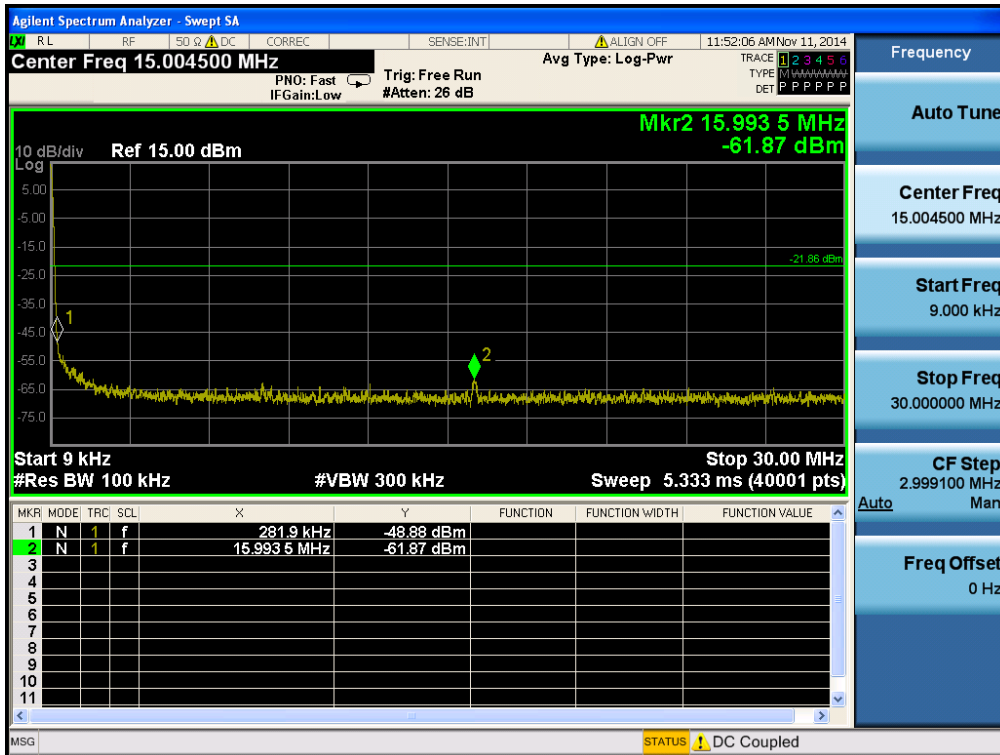 Agilent Spectrum Analyzer - Swept SA
LXI RL RF 50 Ω DC CORREC SENSE:INT ALIGN OFF 11:52:06 AM Nov 11, 2014
Center Freq 15.004500 MHz
PNO: Fast
IFGain:Low
Trig: Free Run
#Atten: 26 dB
Avg Type: Log-Pwr
TRACE 1 2 3 4 5 6
TYPE M
DET P P P P P P
Mkr2 15.993 5 MHz
-61.87 dBm
10 dB/div Ref 15.00 dBm
Log
5.00
-5.00
-15.0
-21.86 dBm
-25.0
-35.0
1
-45.0
2
-55.0
-65.0
-75.0
Start 9 kHz Stop 30.00 MHz
#Res BW 100 kHz #VBW 300 kHz Sweep 5.333 ms (40001 pts)
MKR MODE TRC SCL X Y FUNCTION FUNCTION WIDTH FUNCTION VALUE
1 N 1 f 281.9 kHz -48.88 dBm
2 N 1 f 15.993 5 MHz -61.87 dBm
3
4
5
6
7
8
9
10
11
MSG STATUS DC Coupled
Frequency
Auto Tune
Center Freq
15.004500 MHz
Start Freq
9.000 kHz
Stop Freq
30.000000 MHz
CF Step
2.999100 MHz
Auto Man
Freq Offset
0 Hz